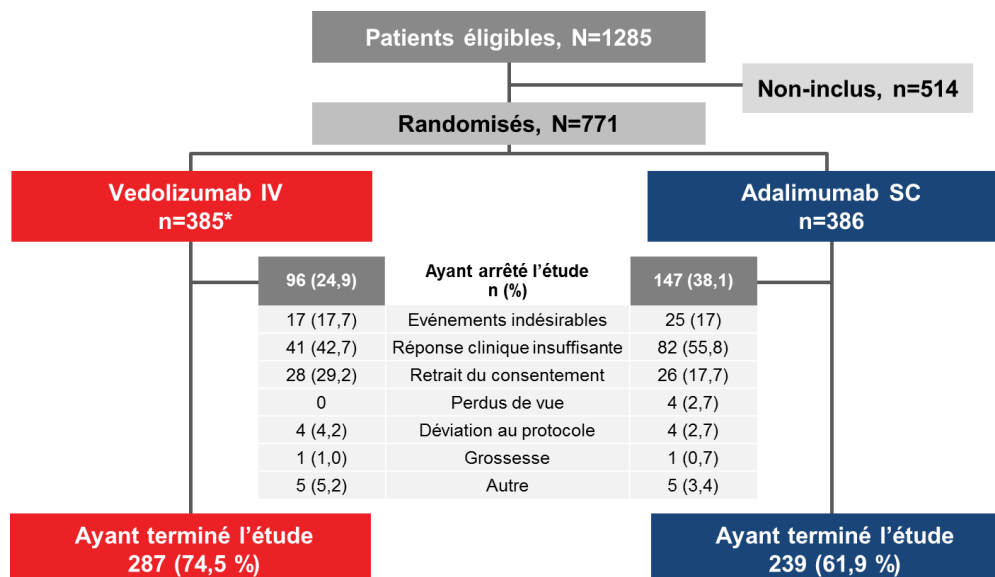 Patients éligibles, N=1285
Non-inclus, n=514
Randomisés, N=771
Vedolizumab IV
n=385*
Adalimumab SC
n=386
96 (24,9) Ayant arrêté l’étude 147 (38,1)
n (%)
17 (17,7) Evénements indésirables 25 (17)
41 (42,7) Réponse clinique insuffisante 82 (55,8)
28 (29,2) Retrait du consentement 26 (17,7)
0 Perdus de vue 4 (2,7)
4 (4,2) Déviation au protocole 4 (2,7)
1 (1,0) Grossesse 1 (0,7)
5 (5,2) Autre 5 (3,4)
Ayant terminé l’étude
287 (74,5 %)
Ayant terminé l’étude
239 (61,9 %)